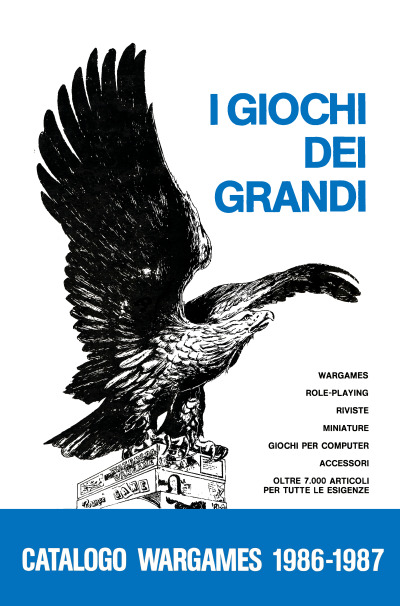 I GIOCHI
DEI
GRANDI
WARGAMES
ROLE-PLAYING
RIVISTE
MINIATURE
GIOCHI PER COMPUTER
ACCESSORI
OLTRE 7.000 ARTICOLI
PER TUTTE LE ESIGENZE
GAME
CATALOGO WARGAMES 1986-1987